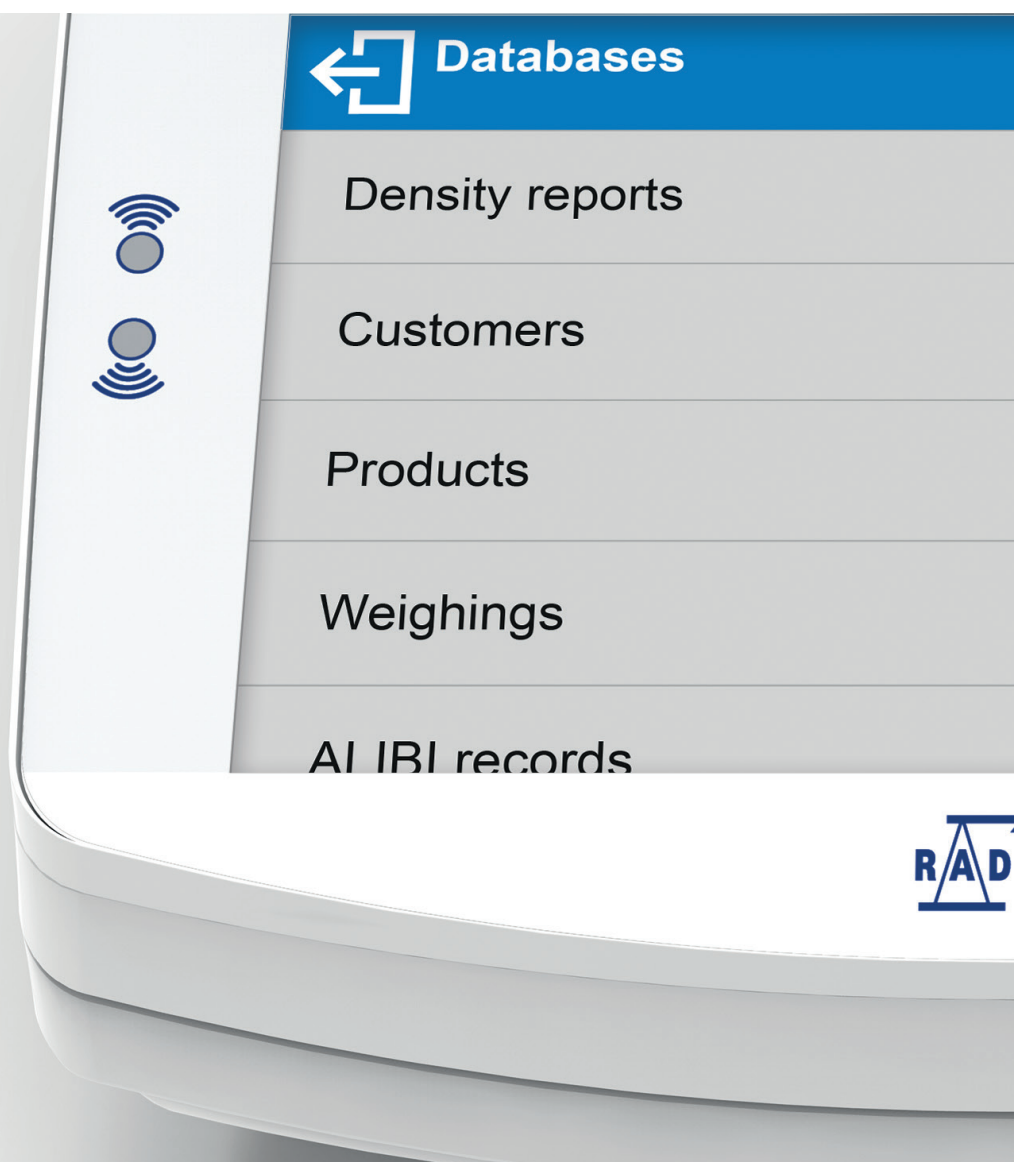 Databases
Density reports
Customers
Products
Weighings
ALIBI records
RAD